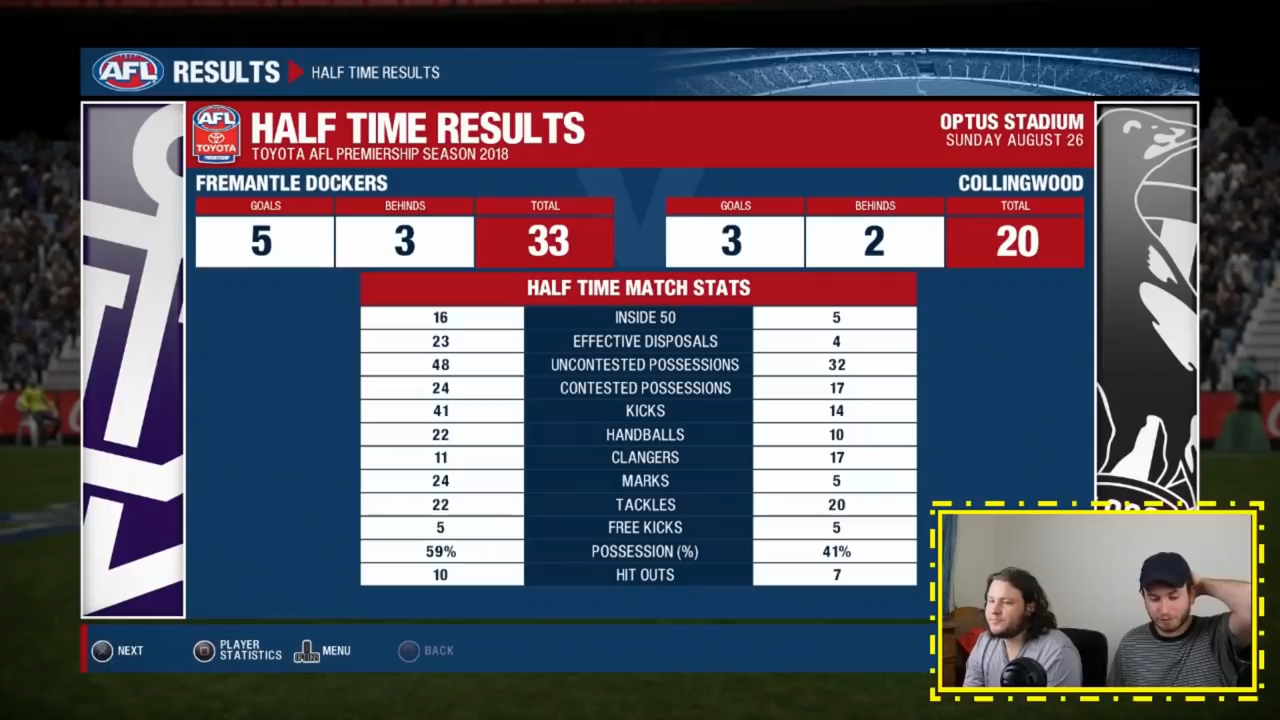 AFL RESULTS HALF TIME RESULTS
AFL
TOYOTA
PREMIERSHIP
HALF TIME RESULTS
TOYOTA AFL PREMIERSHIP SEASON 2018
OPTUS STADIUM
SUNDAY AUGUST 26
FREMANTLE DOCKERS
COLLINGWOOD
GOALS BEHINDS TOTAL GOALS BEHINDS TOTAL
5 3 33 3 2 20
HALF TIME MATCH STATS
16 INSIDE 50 5
23 EFFECTIVE DISPOSALS 4
48 UNCONTESTED POSSESSIONS 32
24 CONTESTED POSSESSIONS 17
41 KICKS 14
22 HANDBALLS 10
11 CLANGERS 17
24 MARKS 5
22 TACKLES 20
5 FREE KICKS 5
59% POSSESSION (%) 41%
10 HIT OUTS 7
NEXT
PLAYER
STATISTICS
MENU
BACK